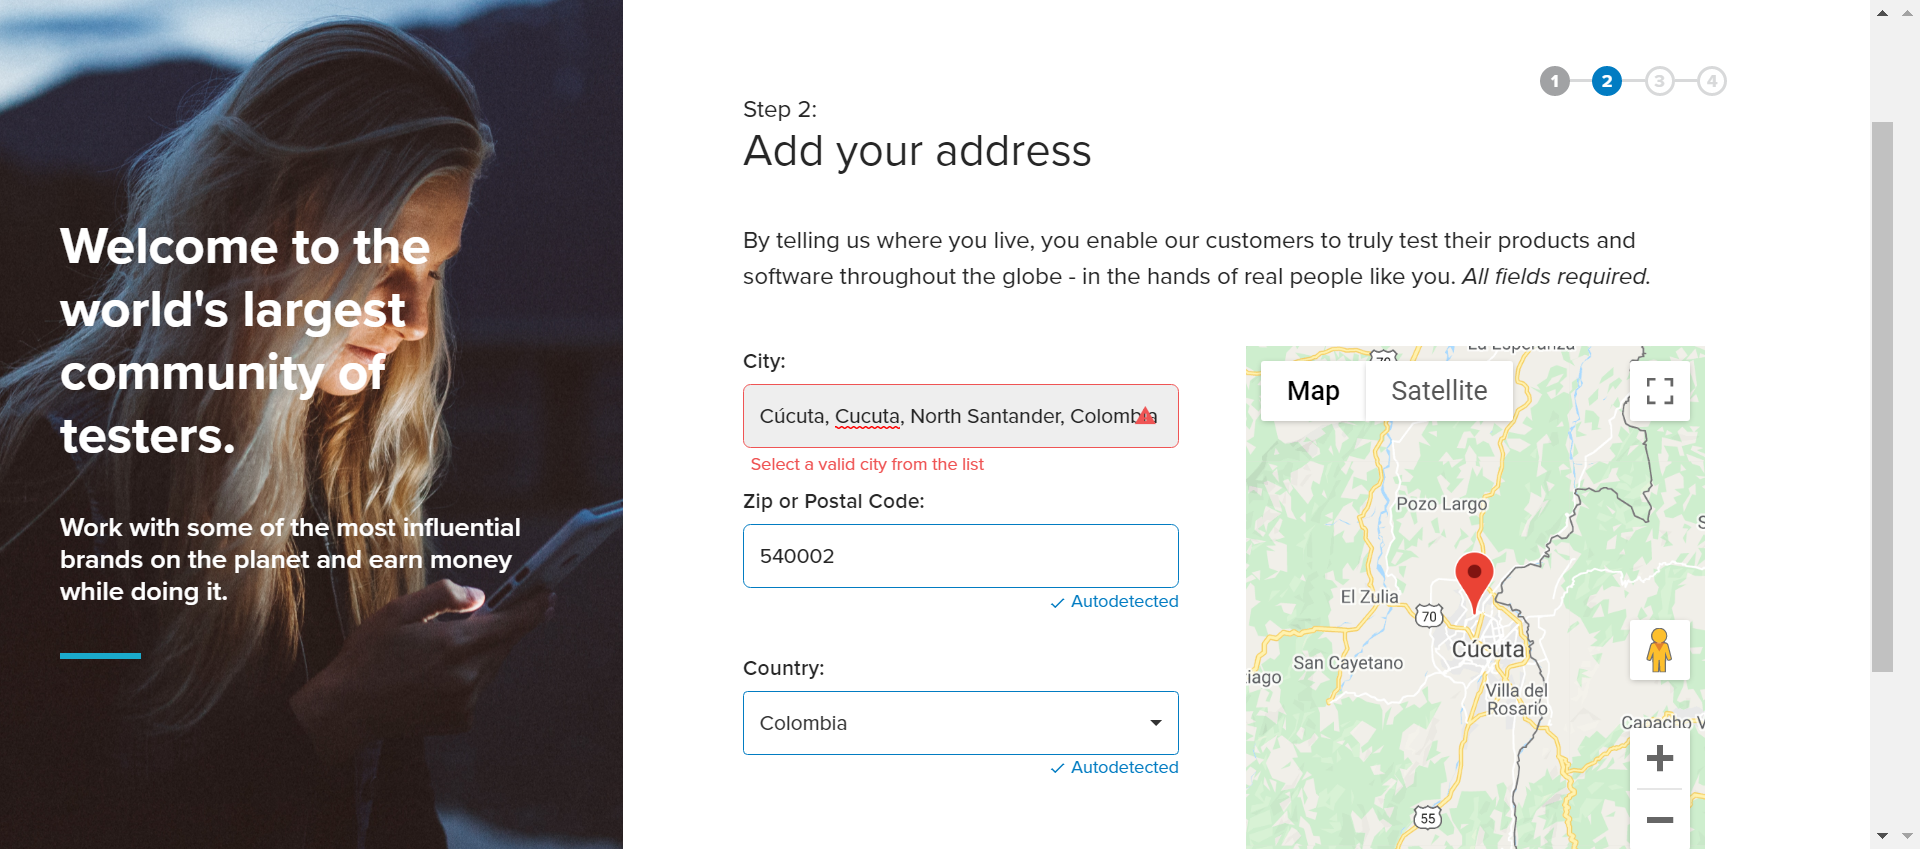 Welcome to the
world's largest
community of
testers.
Work with some of the most influential
brands on the planet and earn money
while doing it.
1 2 3 4
Step 2:
Add your address
By telling us where you live, you enable our customers to truly test their products and
software throughout the globe - in the hands of real people like you. All fields required.
City:
Cúcuta, Cucuta, North Santander, Colombia
Select a valid city from the list
Zip or Postal Code:
540002
Autodetected
Country:
Colombia
Autodetected
La Esperanza
70
Map Satellite
Pozo Largo
El Zulia
70
Cúcuta
San Cayetano
iago
Villa del
Rosario
Capacho V
55